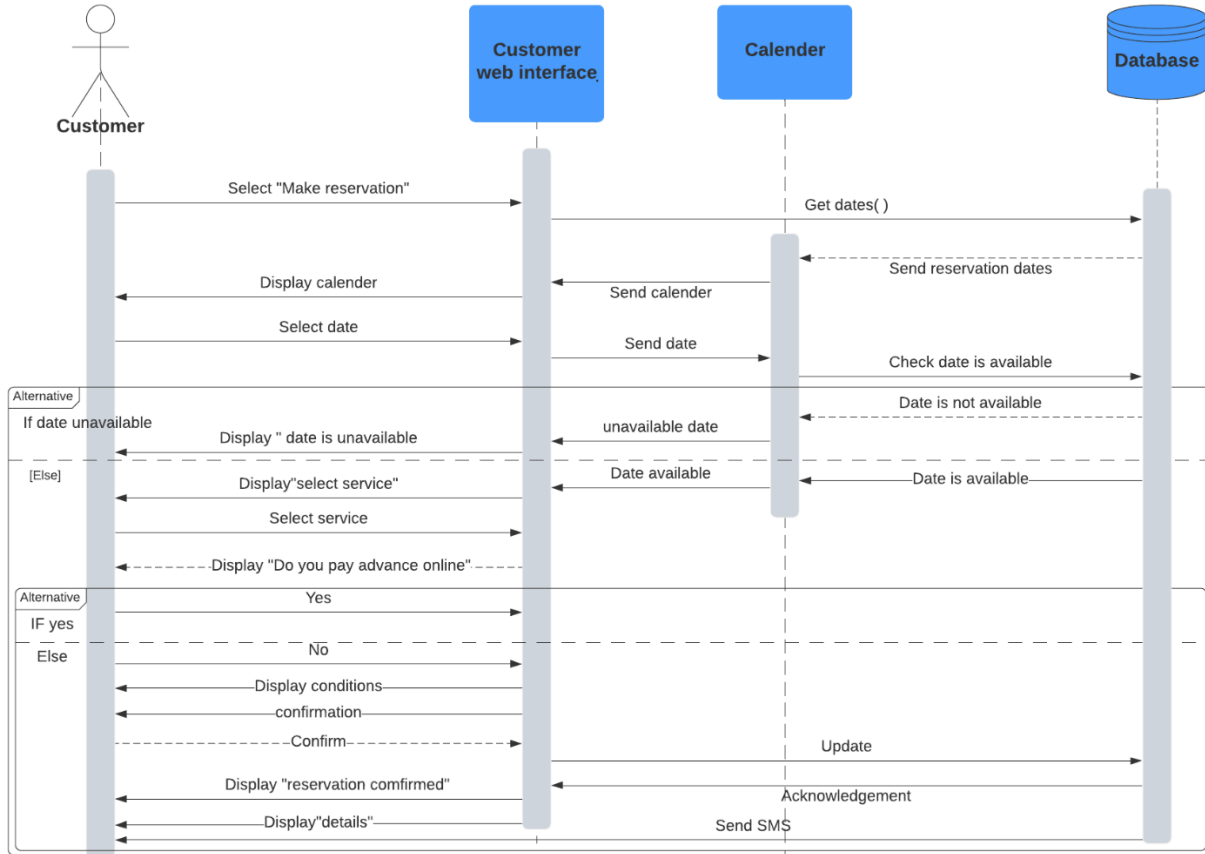 Customer
web interface
Calender
Database
Customer
Select "Make reservation"
Get dates( )
Send reservation dates
Display calender
Send calender
Select date
Send date
Check date is available
Alternative
If date unavailable
Date is not available
unavailable date
Display " date is unavailable
[Else]
Date available
Date is available
Display"select service"
Select service
Display "Do you pay advance online"
Alternative
Yes
IF yes
Else
No
Display conditions
confirmation
Confirm
Update
Display "reservation comfirmed"
Acknowledgement
Display"details"
Send SMS